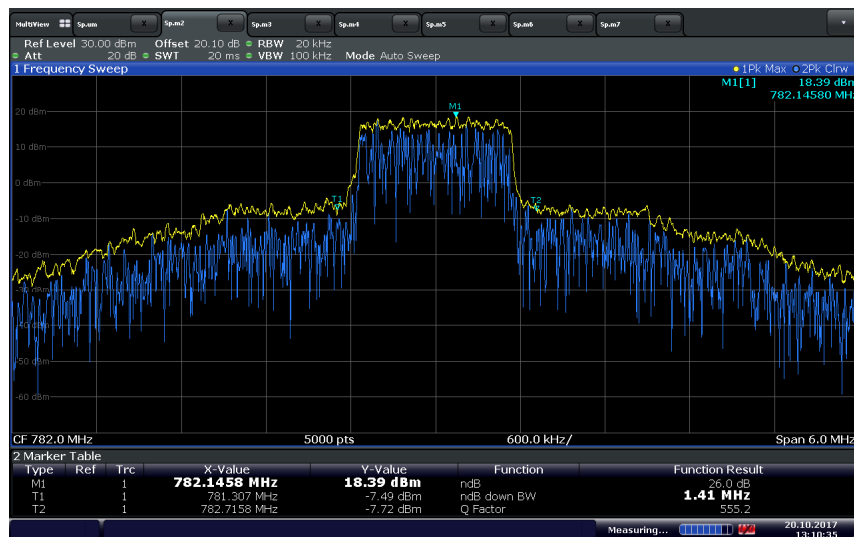 MultiView Sp.um X Sp.m2 X Sp.m3 X Sp.m4 X Sp.m5 X Sp.m6 X Sp.m7 X
Ref Level 30.00 dBm Offset 20.10 dB RBW 20 kHz
Att 20 dB SWT 20 ms VBW 100 kHz Mode Auto Sweep
1 Frequency Sweep 1Pk Max 2Pk Clrw
M1[1] 18.39 dBm
782.14580 MHz
M1
20 dBm
10 dBm
0 dBm
T1 T2
-10 dBm
-20 dBm
-30 dBm
-40 dBm
-50 dBm
-60 dBm
CF 782.0 MHz 5000 pts 600.0 kHz/ Span 6.0 MHz
2 Marker Table
Type Ref Trc X-Value Y-Value Function Function Result
M1 1 782.1458 MHz 18.39 dBm ndB 26.0 dB
T1 1 781.307 MHz -7.49 dBm ndB down BW 1.41 MHz
T2 1 782.7158 MHz -7.72 dBm Q Factor 555.2
Measuring... 20.10.2017
13:10:35